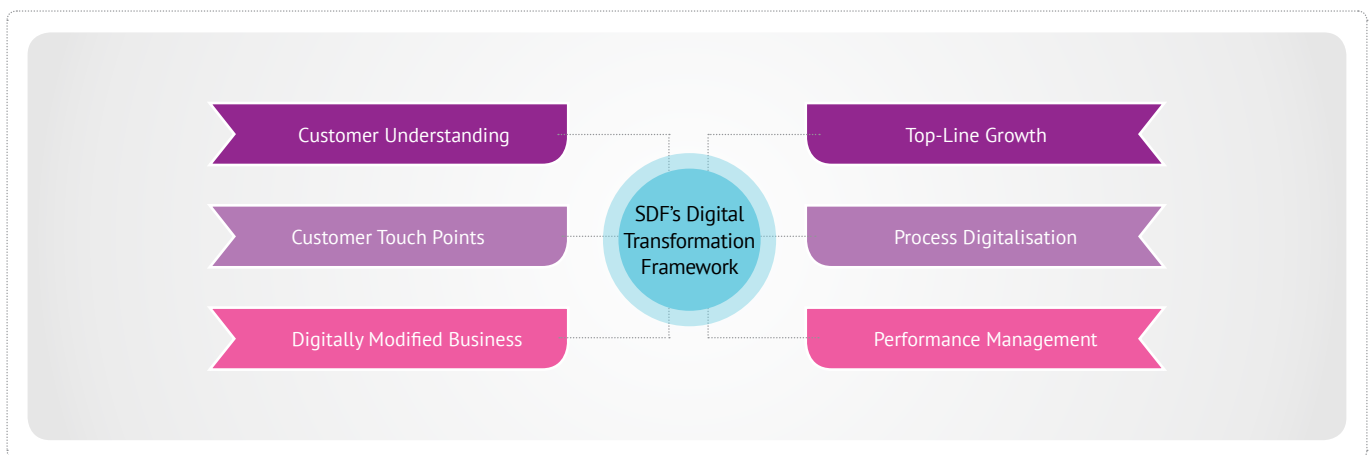 Customer Understanding
Top-Line Growth
Customer Touch Points
SDF's Digital
Transformation
Framework
Process Digitalisation
Digitally Modified Business
Performance Management